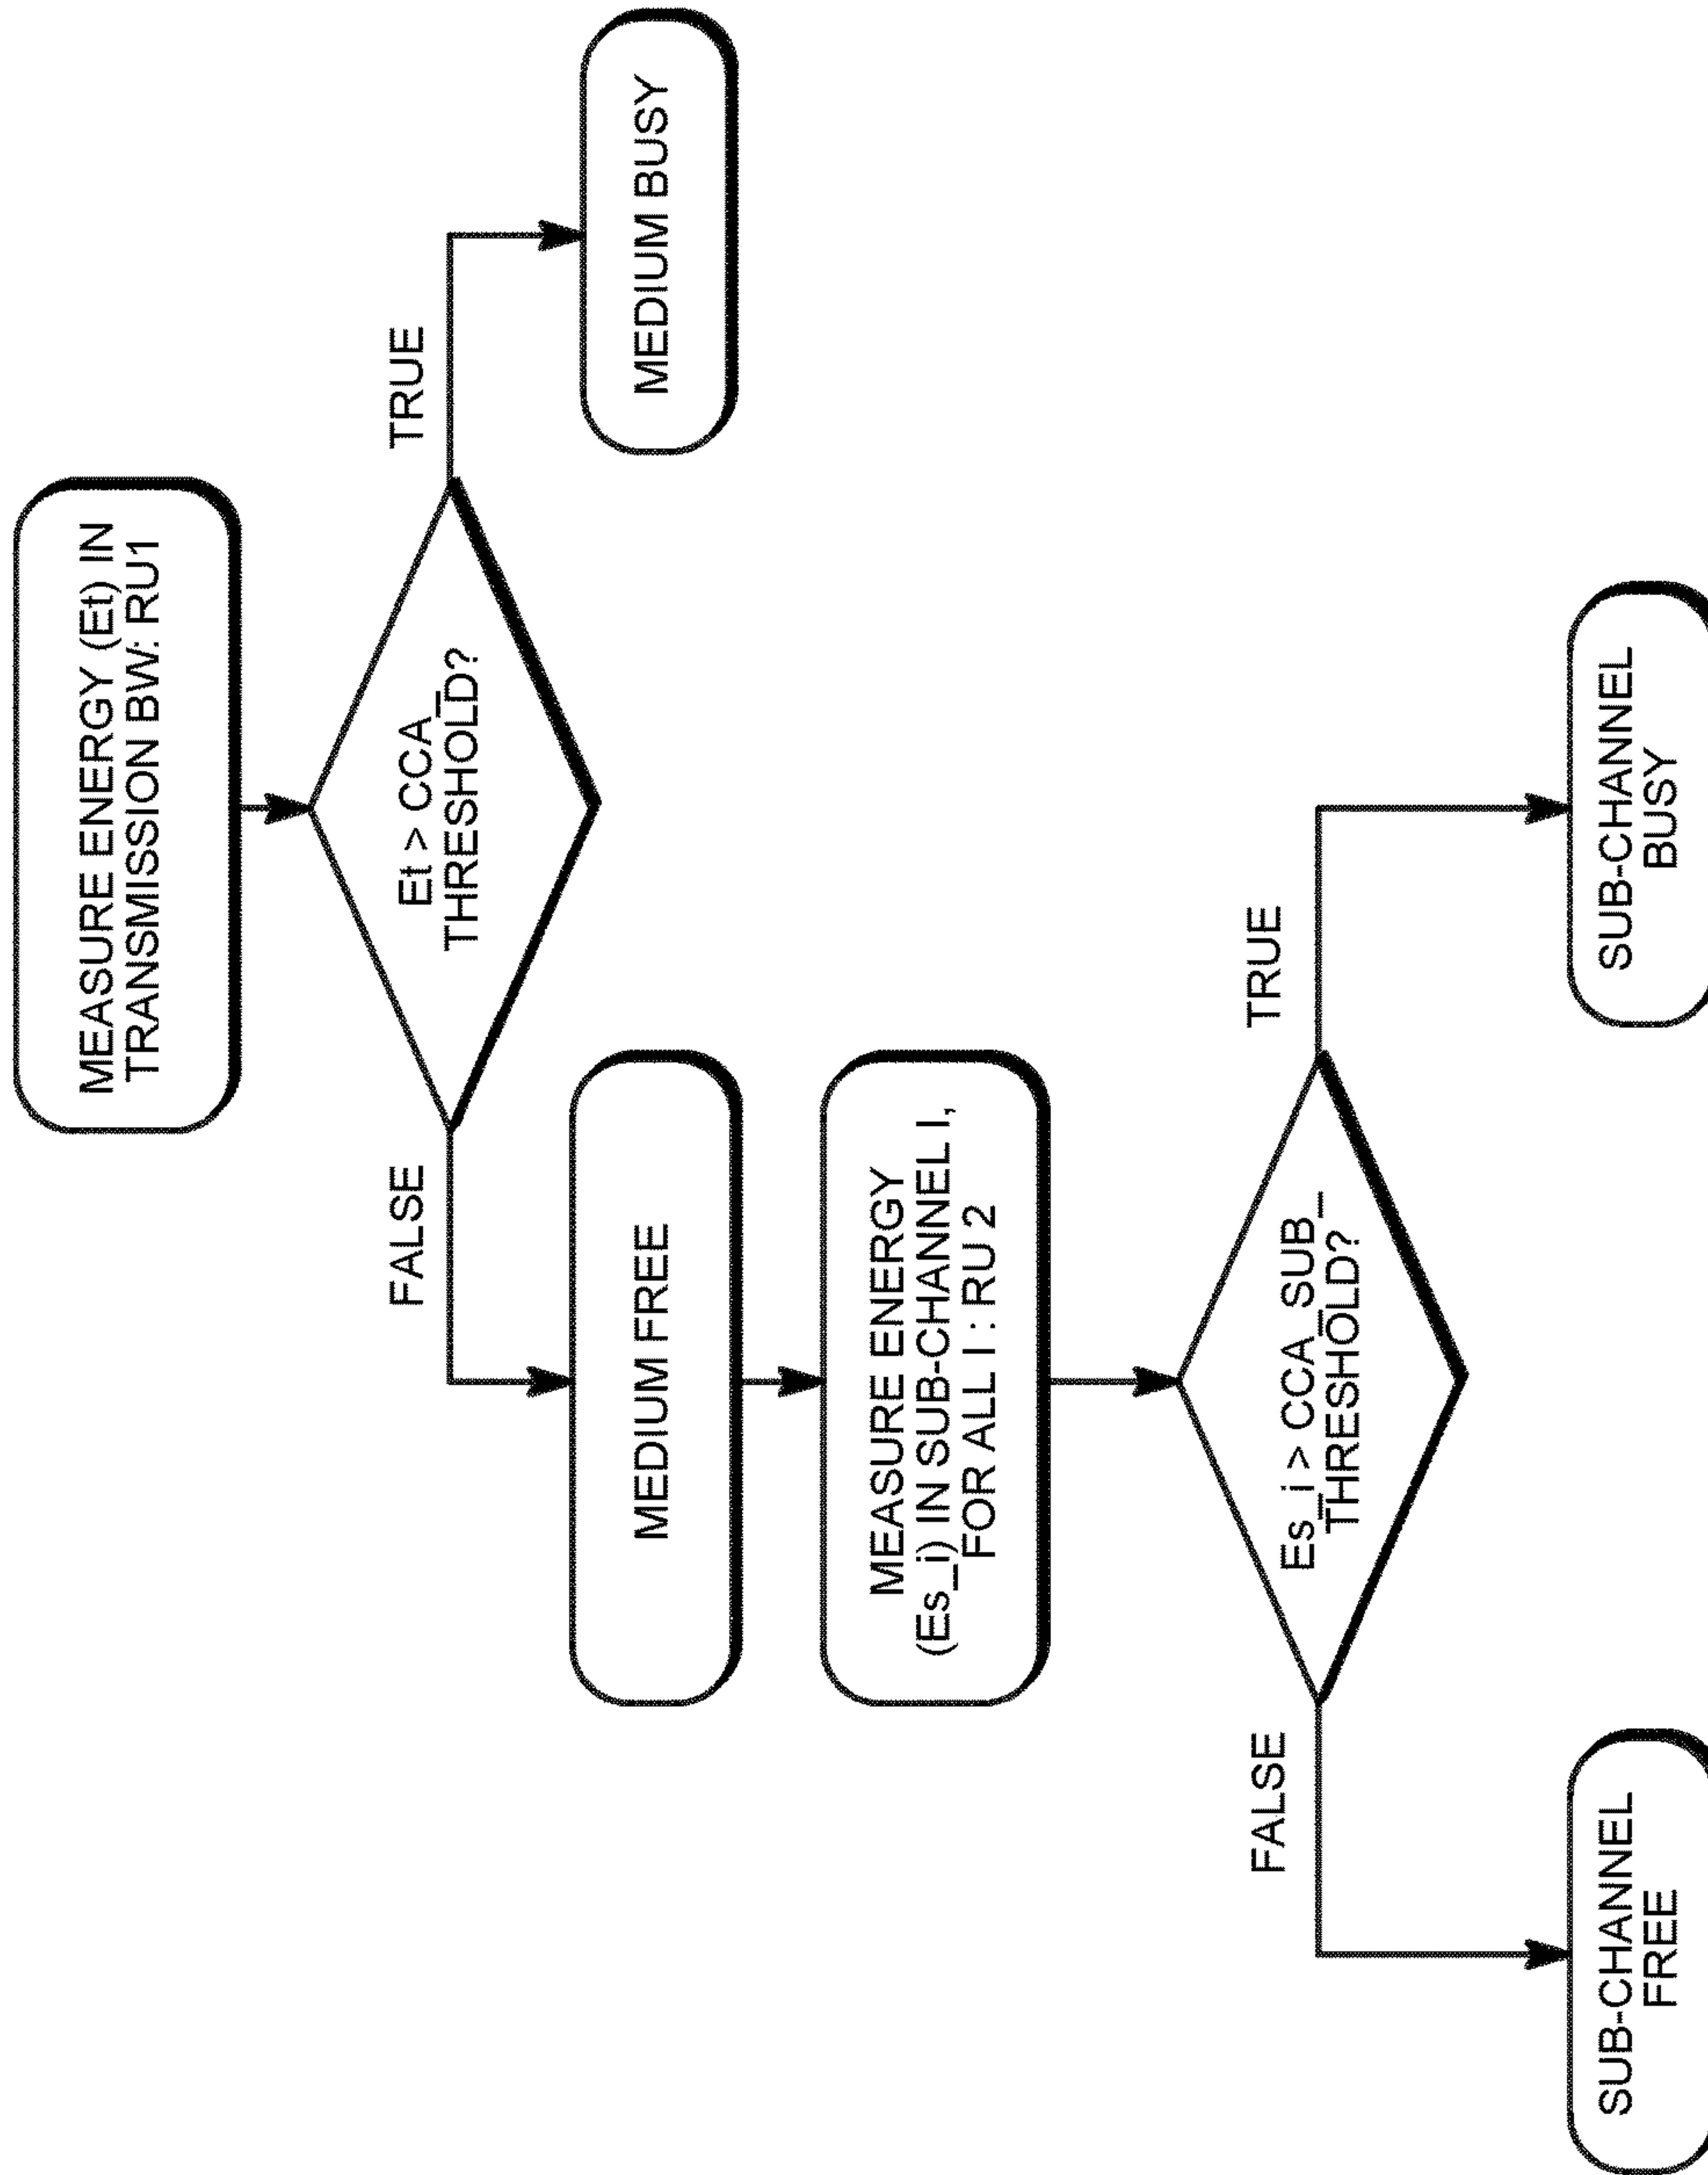 MEASURE ENERGY (Et) IN
TRANSMISSION BW: RU1
Et > CCA_
THRESHOLD?
FALSE
TRUE
MEDIUM FREE
MEDIUM BUSY
MEASURE ENERGY
(Es_i) IN SUB-CHANNEL I,
FOR ALL I : RU 2
Es_i > CCA_SUB_
THRESHOLD?
FALSE
TRUE
SUB-CHANNEL
FREE
SUB-CHANNEL
BUSY